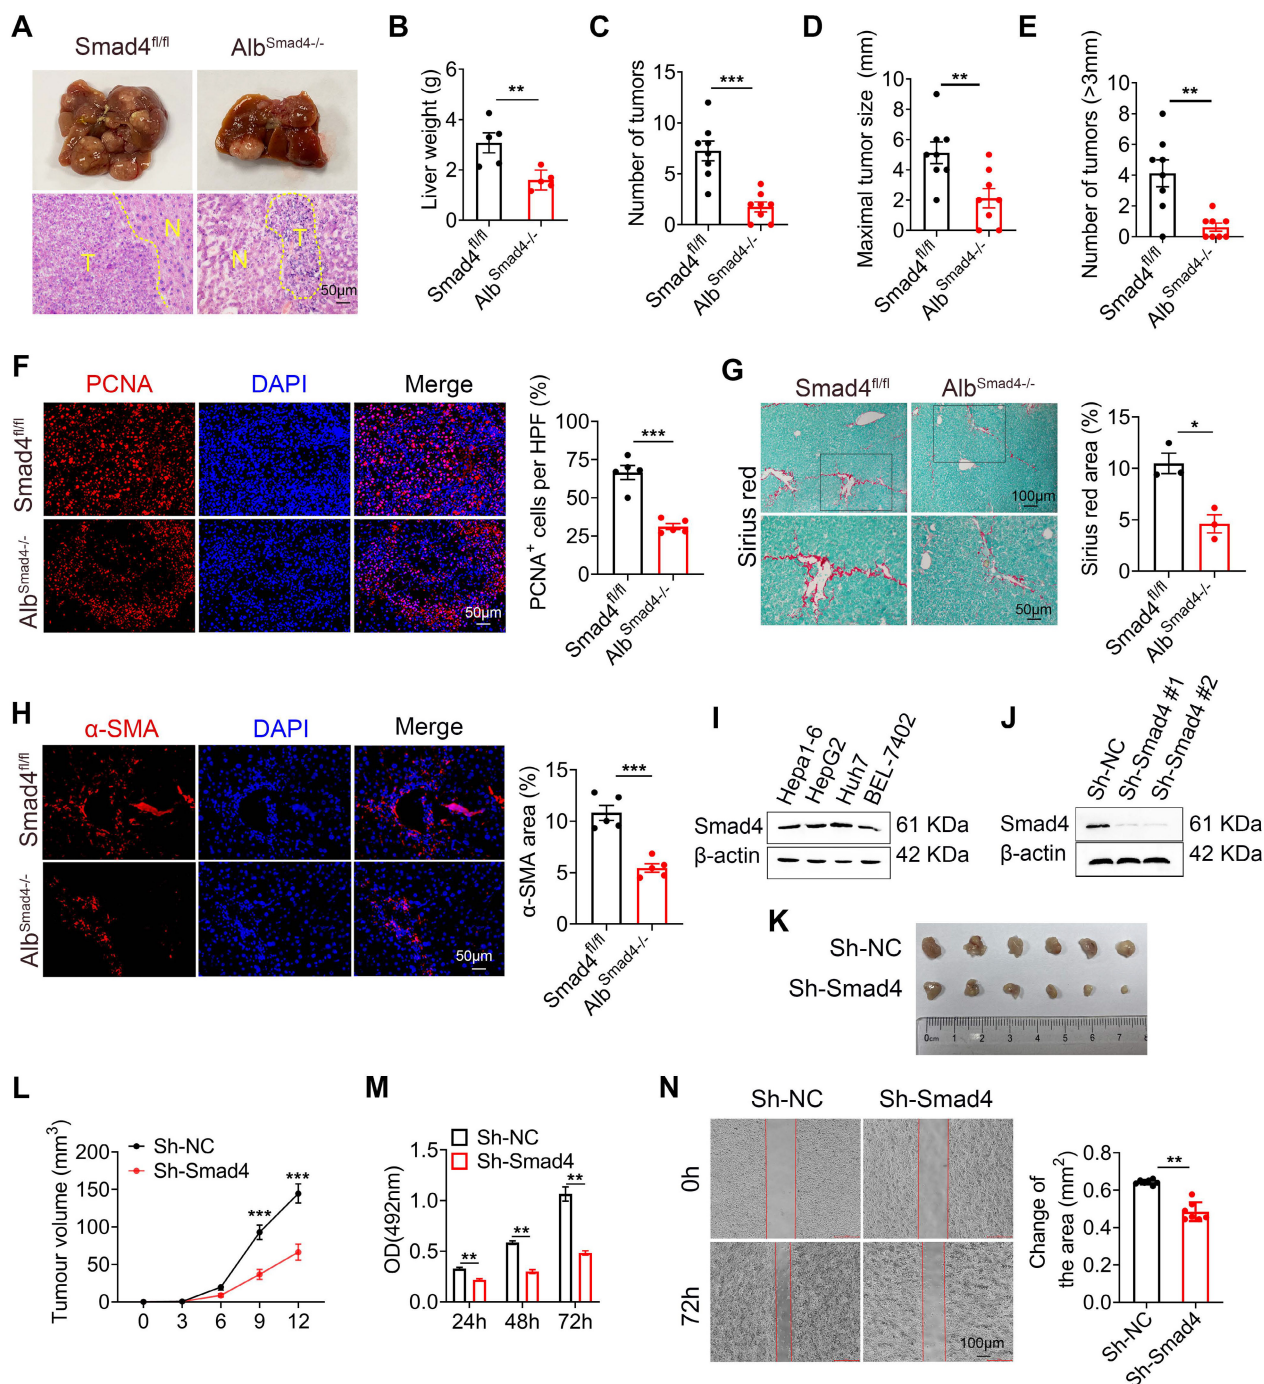 A
Smad4fl/fl
AlbSmad4-/-
T
N
N
T
50μm
B
Liver weight (g)
6
4
2
0
**
Smad4fl/fl
AlbSmad4-/-
C
Number of tumors
15
10
5
0
***
Smad4fl/fl
AlbSmad4-/-
D
Maximal tumor size (mm)
10
8
6
4
2
0
**
Smad4fl/fl
AlbSmad4-/-
E
Number of tumors (>3mm)
10
8
6
4
2
0
**
Smad4fl/fl
AlbSmad4-/-
F
PCNA
DAPI
Merge
Smad4fl/fl
AlbSmad4-/-
50μm
PCNA+ cells per HPF (%)
100
75
50
25
0
***
Smad4fl/fl
AlbSmad4-/-
G
Smad4fl/fl
AlbSmad4-/-
Sirius red
100μm
50μm
Sirius red area (%)
15
10
5
0
*
Smad4fl/fl
AlbSmad4-/-
H
α-SMA
DAPI
Merge
Smad4fl/fl
AlbSmad4-/-
50μm
α-SMA area (%)
15
10
5
0
***
Smad4fl/fl
AlbSmad4-/-
I
Hepa1-6
HepG2
Huh7
BEL-7402
Smad4
61 KDa
β-actin
42 KDa
J
Sh-NC
Sh-Smad4 #1
Sh-Smad4 #2
Smad4
61 KDa
β-actin
42 KDa
K
Sh-NC
Sh-Smad4
0cm 1 2 3 4 5 6 7
L
Tumour volume (mm3)
200
150
100
50
0
Sh-NC
Sh-Smad4
***
***
0 3 6 9 12
M
OD(492nm)
1.5
1.0
0.5
0.0
Sh-NC
Sh-Smad4
**
**
**
24h 48h 72h
N
Sh-NC
Sh-Smad4
0h
72h
100μm
Change of
the area (mm2)
0.8
0.6
0.4
0.2
0.0
**
Sh-NC
Sh-Smad4